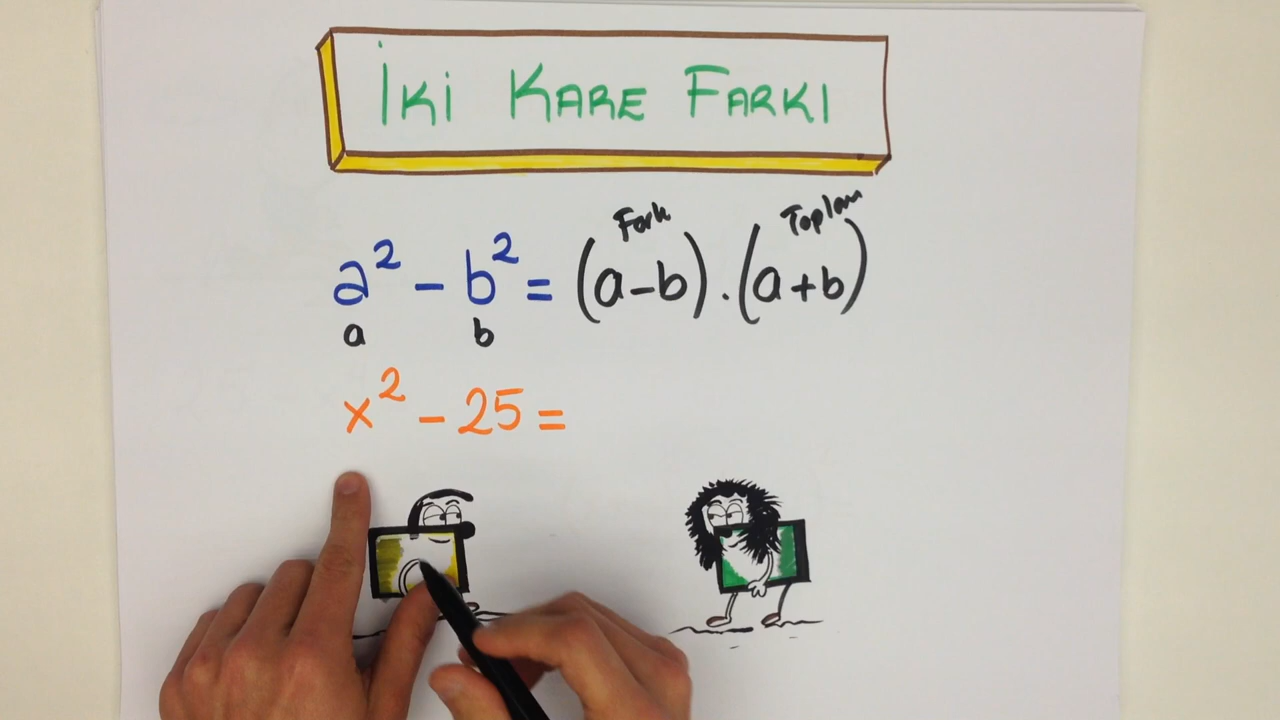 İKİ KARE FARKI
Fark Toplam
a² - b² = (a-b).(a+b)
a b
x² - 25 =